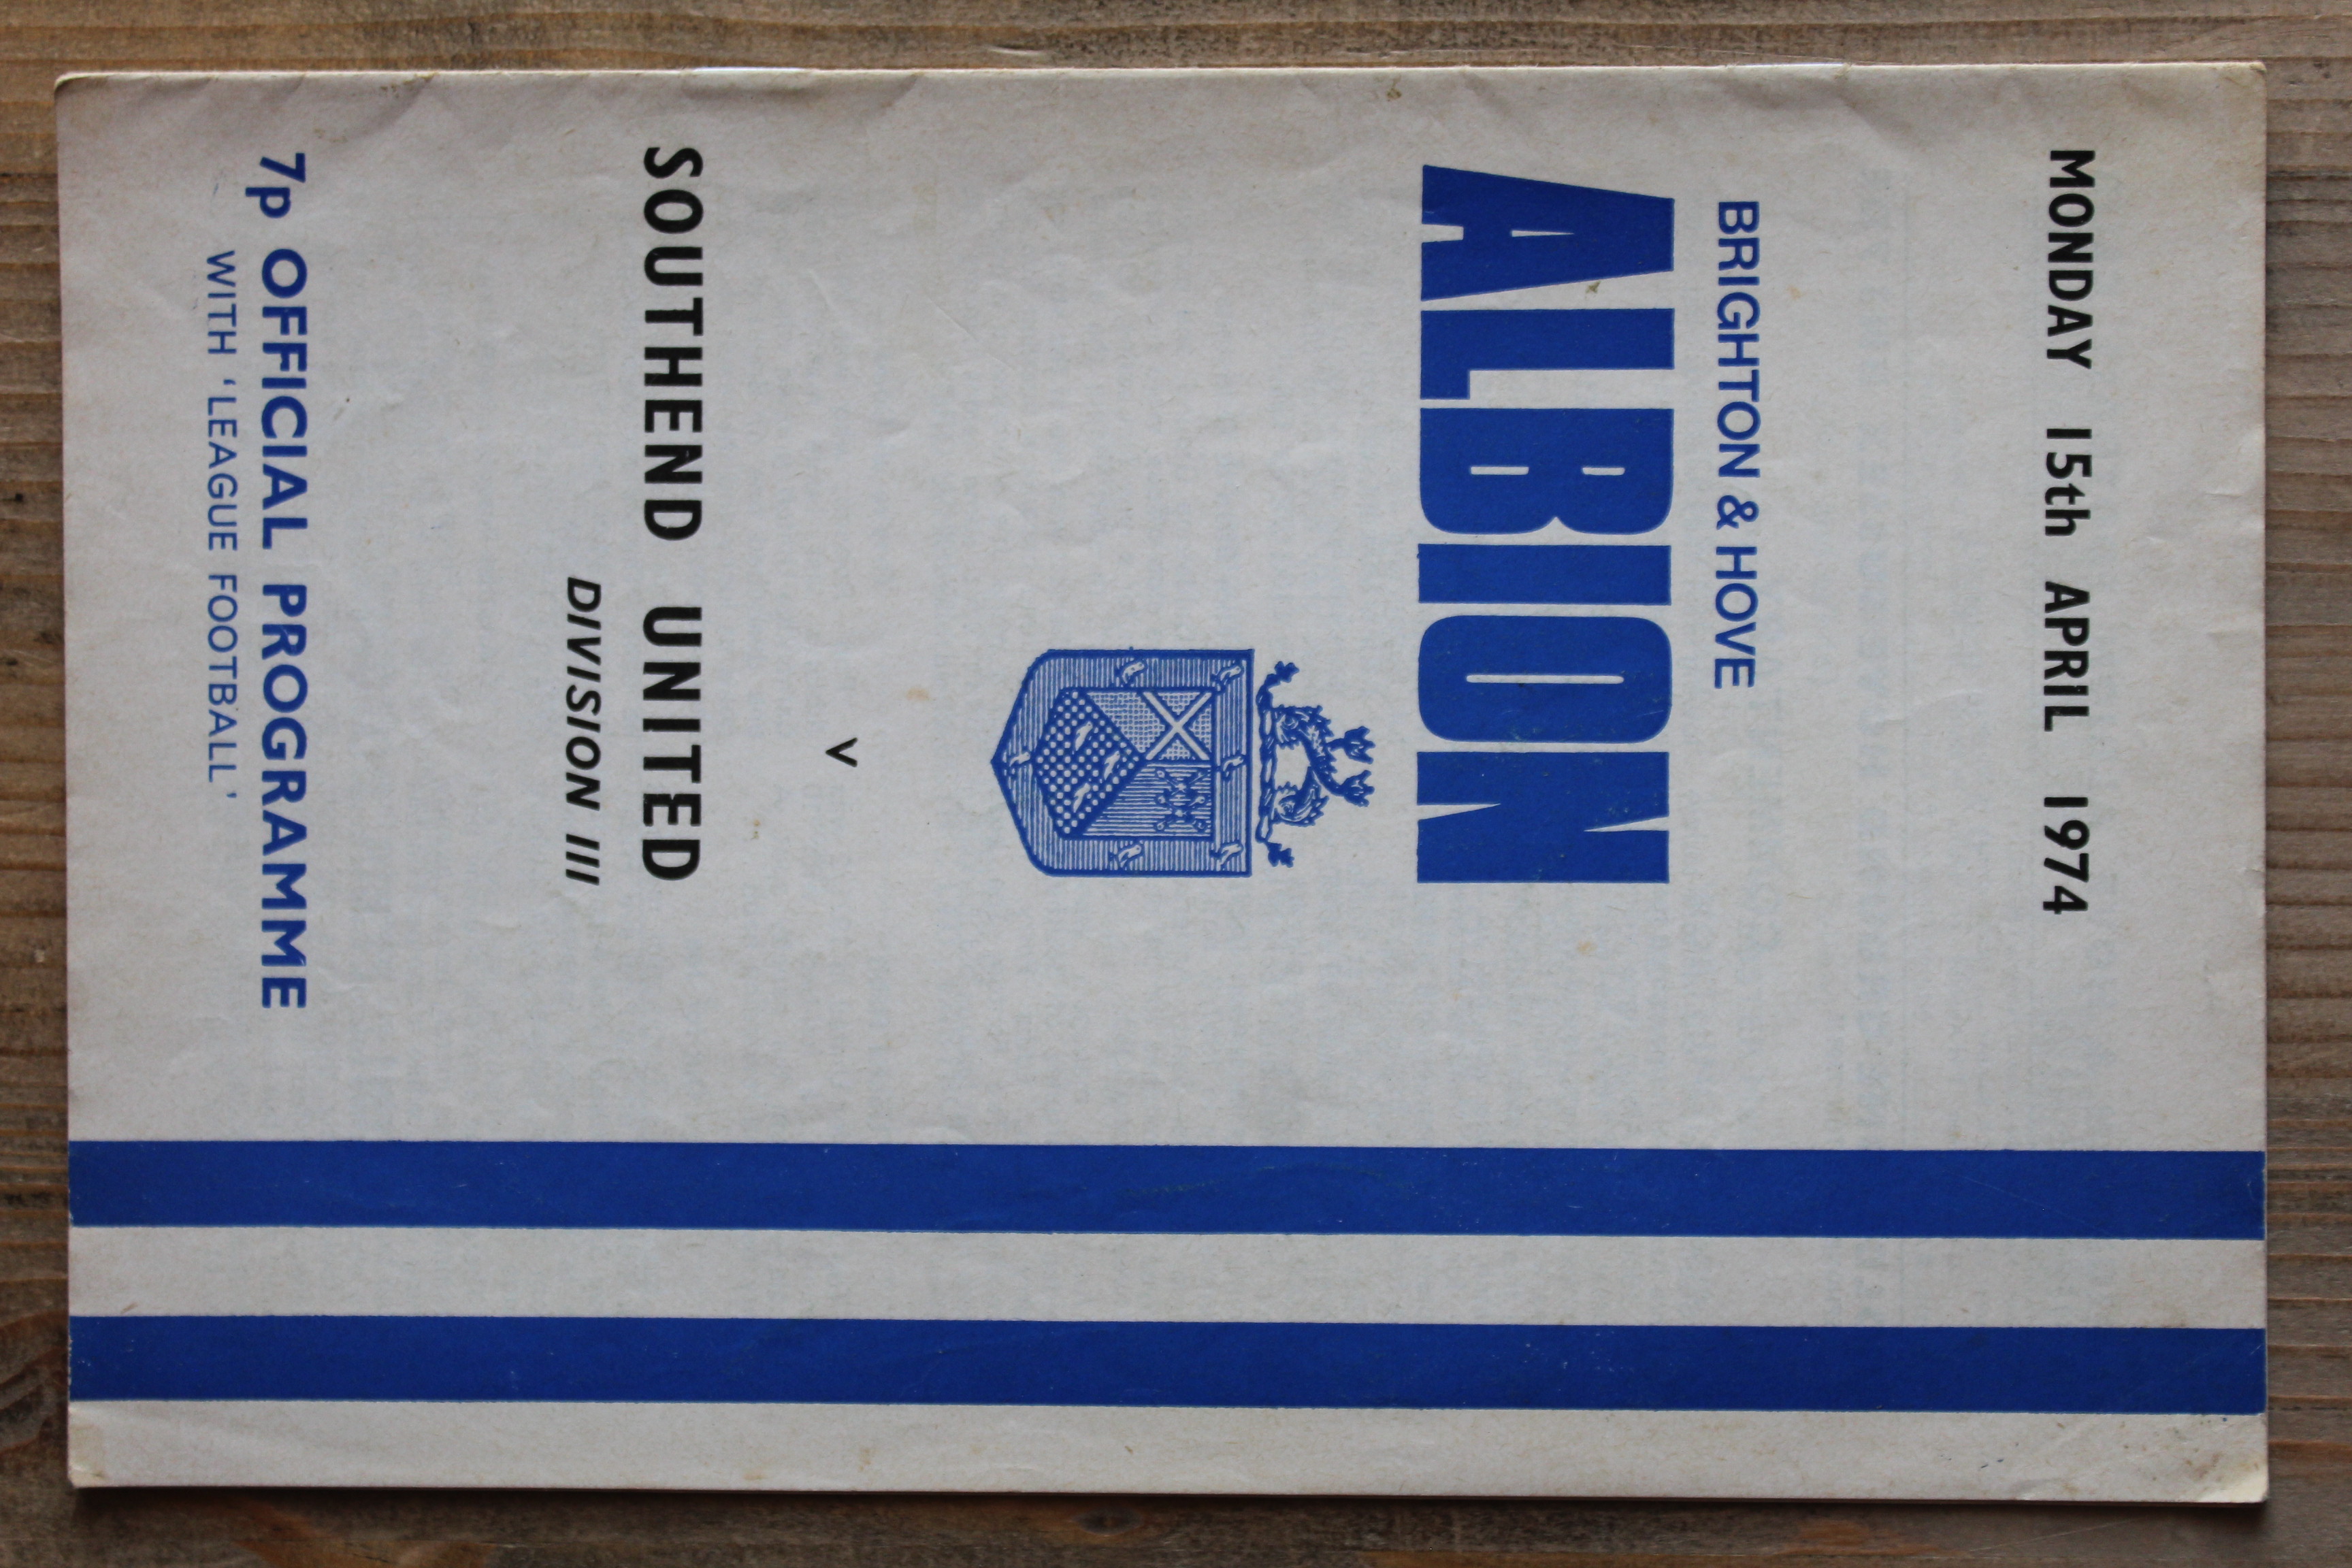 MONDAY 15th APRIL 1974
BRIGHTON & HOVE
ALBION
v
SOUTHEND UNITED
DIVISION III
7p OFFICIAL PROGRAMME
WITH 'LEAGUE FOOTBALL'